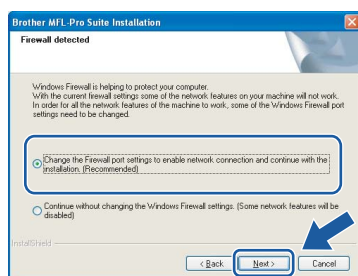 Brother MFL-Pro Suite Installation
Firewall detected
Windows Firewall is helping to protect your computer.
With the current firewall settings some of the network features on your machine will not work.
In order for all the network features of the machine to work, some of the Windows Firewall port
settings need to be changed.
Change the Firewall port settings to enable network connection and continue with the
installation. (Recommended)
Continue without changing the Windows Firewall settings. (Some network features will be
disabled)
InstallShield
< Back
Next >
Cancel